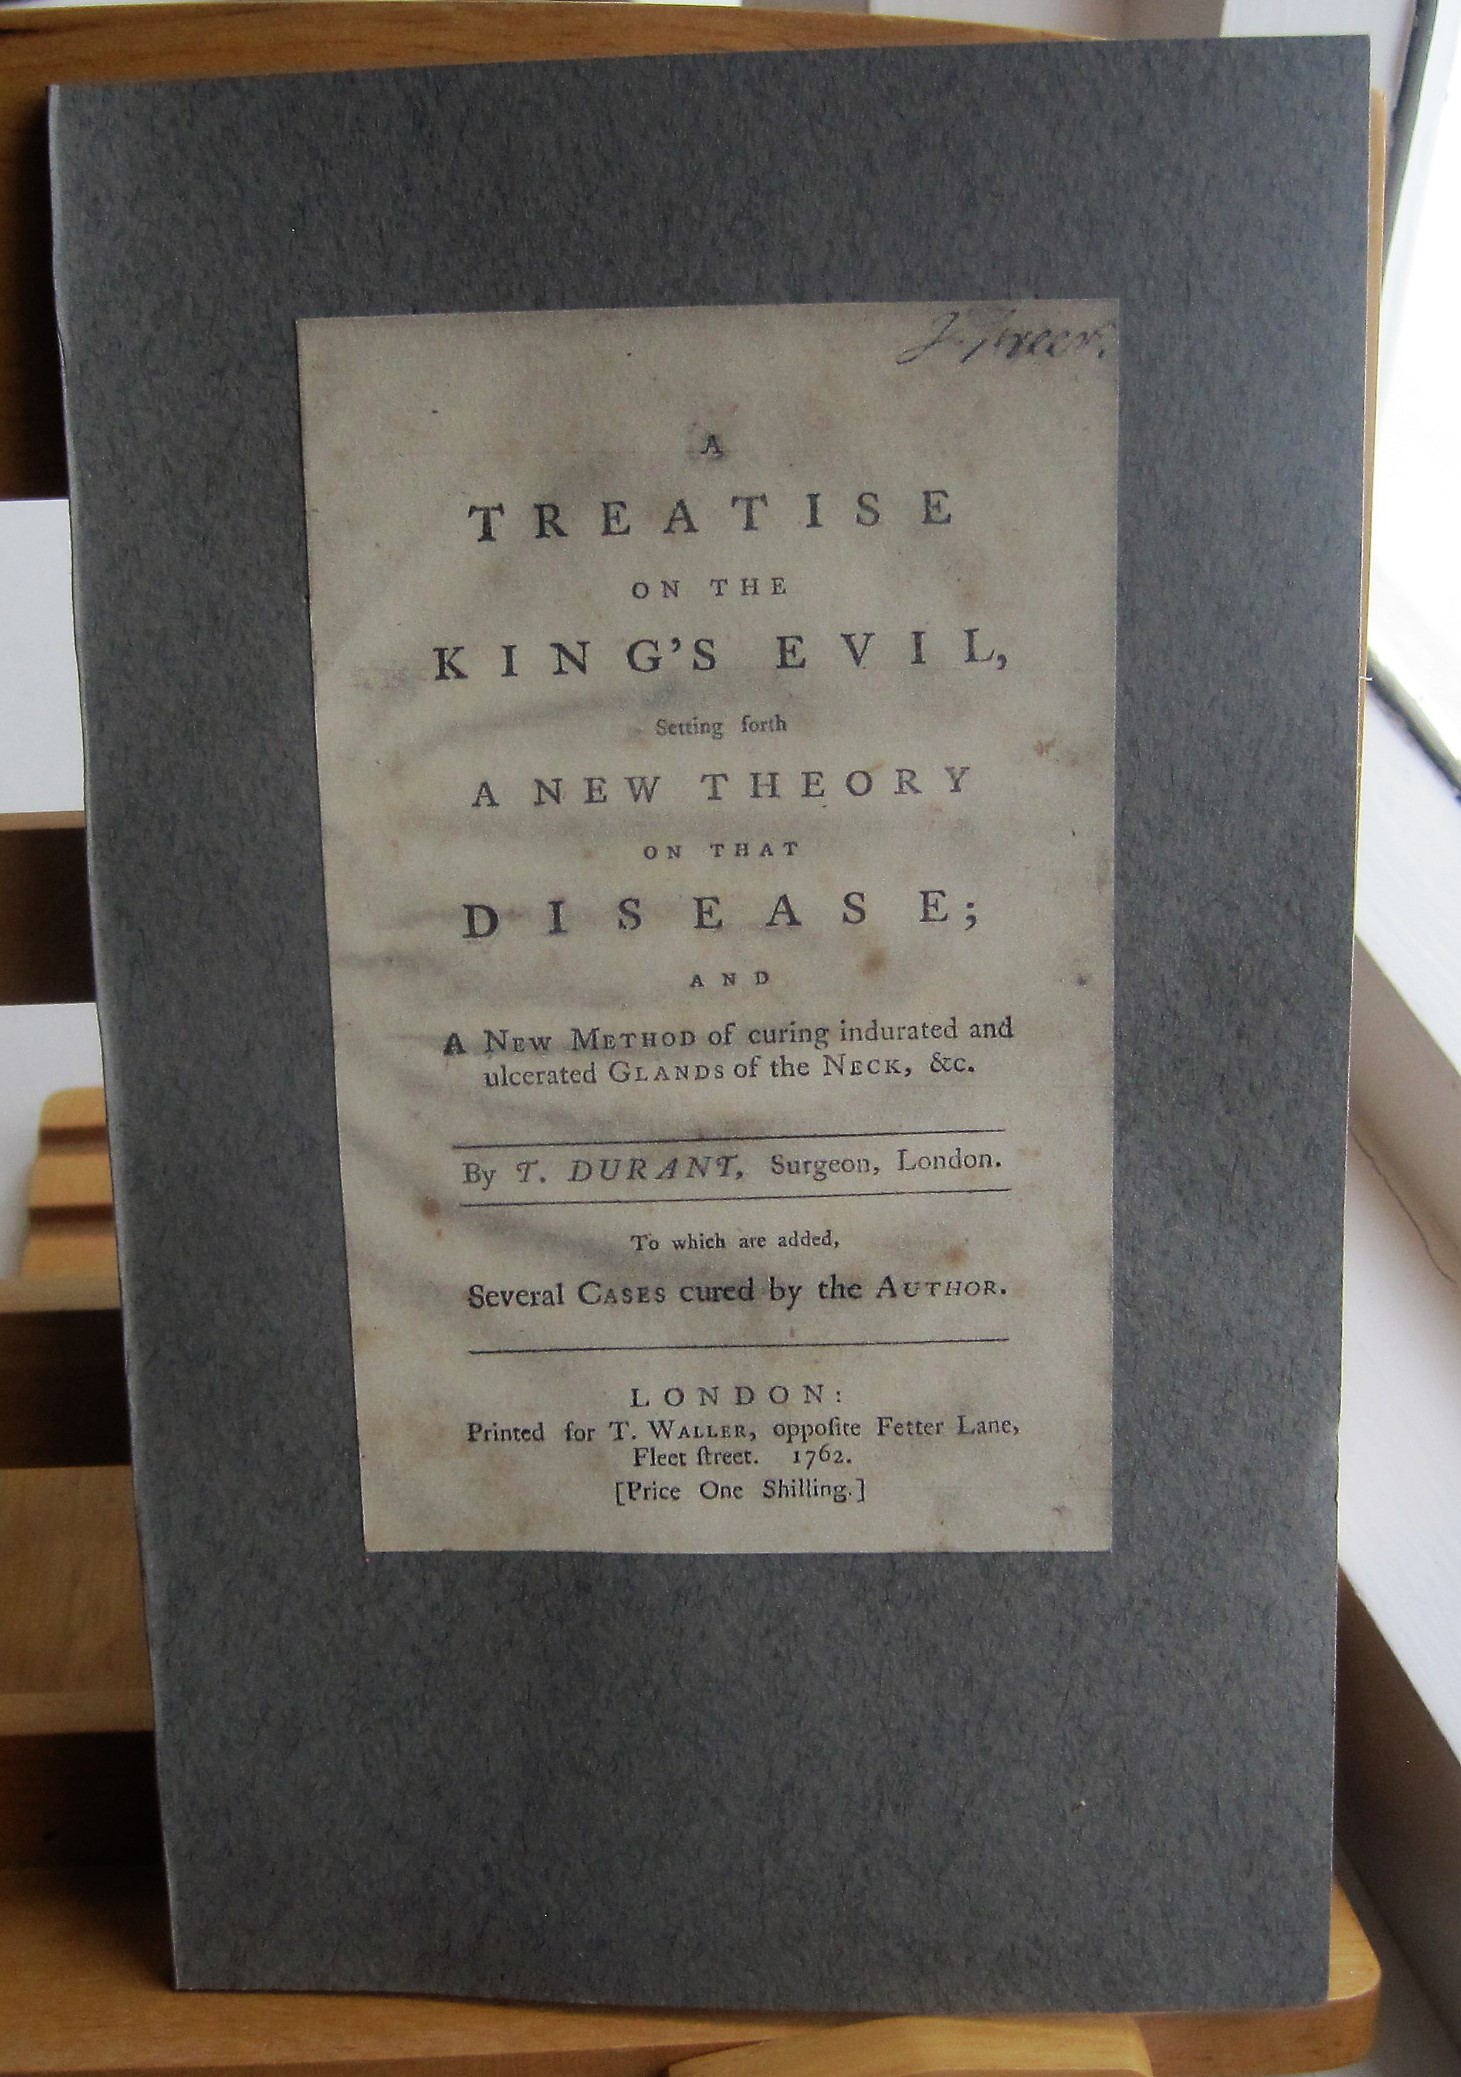 A
TREATISE
ON THE
KING'S EVIL,
Setting forth
A NEW THEORY
ON THAT
DISEASE;
AND
A NEW METHOD of curing indurated and
ulcerated GLANDS of the NECK, &c.
By T. DURANT, Surgeon, London.
To which are added,
Several CASES cured by the AUTHOR.
LONDON:
Printed for T. WALLER, oppoſite Fetter Lane,
Fleet ſtreet. 1762.
[Price One Shilling.]